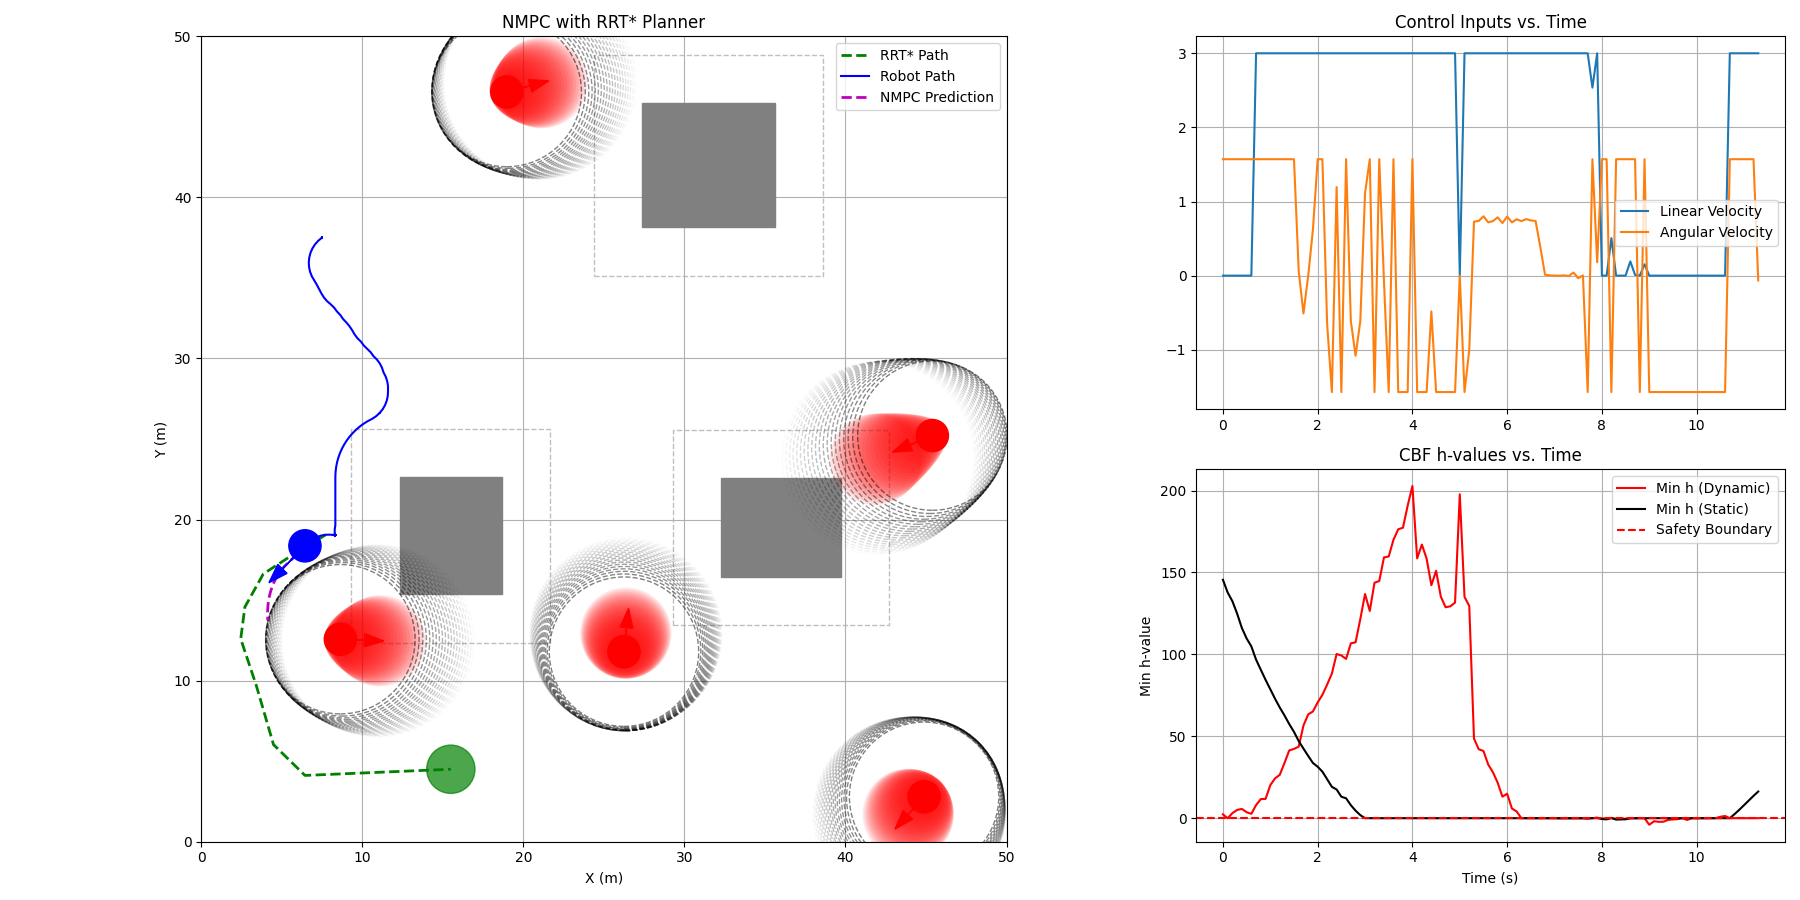 NMPC with RRT* Planner
RRT* Path
Robot Path
NMPC Prediction
Y (m)
50
40
30
20
10
0
0
10
20
30
40
50
X (m)
Control Inputs vs. Time
3
2
1
0
−1
Linear Velocity
Angular Velocity
0
2
4
6
8
10
CBF h-values vs. Time
Min h-value
200
150
100
50
0
Min h (Dynamic)
Min h (Static)
Safety Boundary
0
2
4
6
8
10
Time (s)